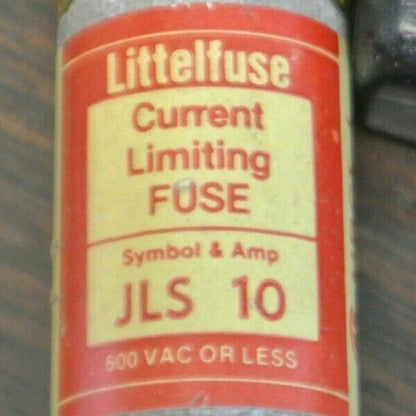 Littelfuse
Current
Limiting
FUSE
Symbol & Amp
JLS 10
600 VAC OR LESS